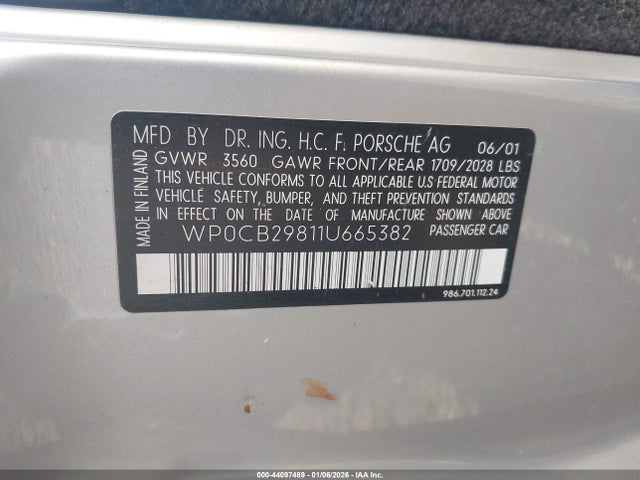 MFD BY DR. ING. H.C. F. PORSCHE AG 06/01
GVWR 3560 GAWR FRONT/REAR 1709/2028 LBS
THIS VEHICLE CONFORMS TO ALL APPLICABLE US FEDERAL MOTOR
VEHICLE SAFETY, BUMPER, AND THEFT PREVENTION STANDARDS
IN EFFECT ON THE DATE OF MANUFACTURE SHOWN ABOVE
WP0CB29811U665382 PASSENGER CAR
MADE IN FINLAND
986.701.112.24
000-44097489 - 01/06/2026 - IAA, Inc.